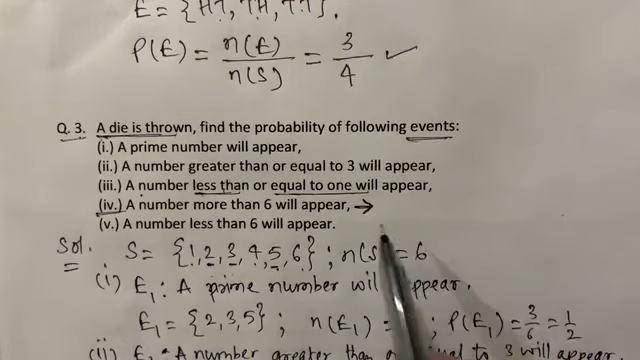 E = {HT, TH, TT}.
P(E) = n(E)/n(S) = 3/4 ✓
Q. 3. A die is thrown, find the probability of following events:
(i.) A prime number will appear,
(ii.) A number greater than or equal to 3 will appear,
(iii.) A number less than or equal to one will appear,
(iv.) A number more than 6 will appear, →
(v.) A number less than 6 will appear.
Sol. S = {1, 2, 3, 4, 5, 6} ; n(S) = 6
(i) E₁ : A prime number will appear.
E₁ = {2, 3, 5} ; n(E₁) = ; P(E₁) = 3/6 = 1/2
(ii) A number greater than equal to 3 will appear.